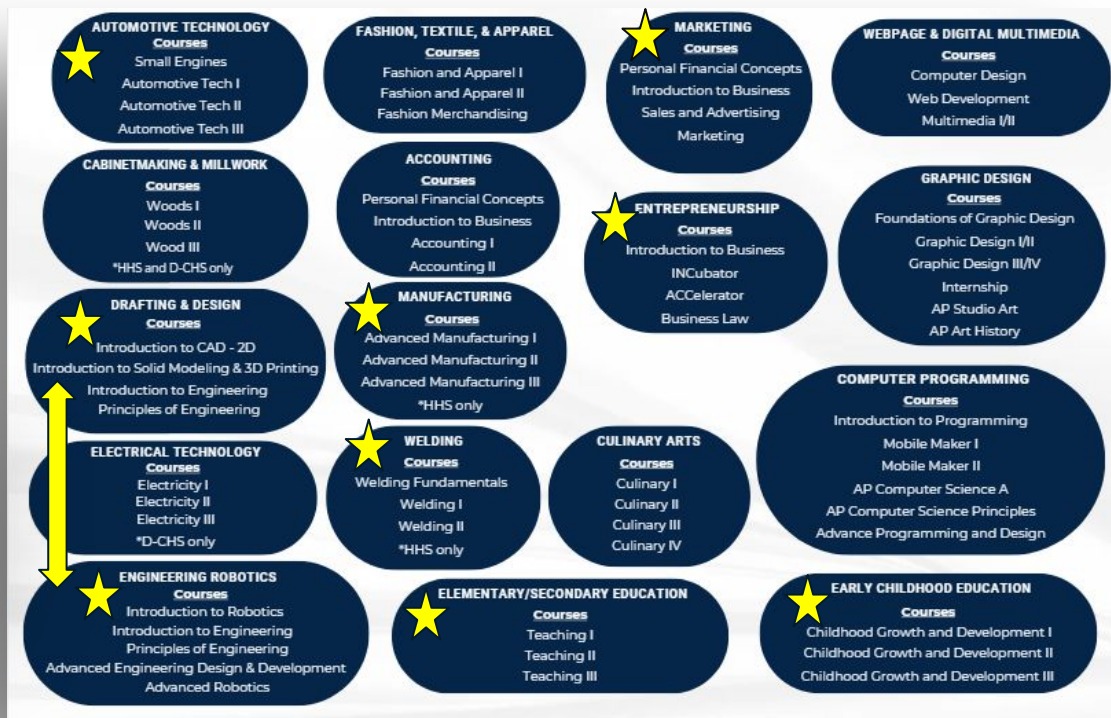 AUTOMOTIVE TECHNOLOGY
Courses
Small Engines
Automotive Tech I
Automotive Tech II
Automotive Tech III
FASHION, TEXTILE, & APPAREL
Courses
Fashion and Apparel I
Fashion and Apparel II
Fashion Merchandising
MARKETING
Courses
Personal Financial Concepts
Introduction to Business
Sales and Advertising
Marketing
WEBPAGE & DIGITAL MULTIMEDIA
Courses
Computer Design
Web Development
Multimedia I/II
CABINETMAKING & MILLWORK
Courses
Woods I
Woods II
Wood III
*HHS and D-CHS only
ACCOUNTING
Courses
Personal Financial Concepts
Introduction to Business
Accounting I
Accounting II
ENTREPRENEURSHIP
Courses
Introduction to Business
INCubator
ACCelerator
Business Law
GRAPHIC DESIGN
Courses
Foundations of Graphic Design
Graphic Design I/II
Graphic Design III/IV
Internship
AP Studio Art
AP Art History
DRAFTING & DESIGN
Courses
Introduction to CAD - 2D
Introduction to Solid Modeling & 3D Printing
Introduction to Engineering
Principles of Engineering
MANUFACTURING
Courses
Advanced Manufacturing I
Advanced Manufacturing II
Advanced Manufacturing III
*HHS only
COMPUTER PROGRAMMING
Courses
Introduction to Programming
Mobile Maker I
Mobile Maker II
AP Computer Science A
AP Computer Science Principles
Advance Programming and Design
ELECTRICAL TECHNOLOGY
Courses
Electricity I
Electricity II
Electricity III
*D-CHS only
WELDING
Courses
Welding Fundamentals
Welding I
Welding II
*HHS only
CULINARY ARTS
Courses
Culinary I
Culinary II
Culinary III
Culinary IV
ENGINEERING ROBOTICS
Courses
Introduction to Robotics
Introduction to Engineering
Principles of Engineering
Advanced Engineering Design & Development
Advanced Robotics
ELEMENTARY/SECONDARY EDUCATION
Courses
Teaching I
Teaching II
Teaching III
EARLY CHILDHOOD EDUCATION
Courses
Childhood Growth and Development I
Childhood Growth and Development II
Childhood Growth and Development III